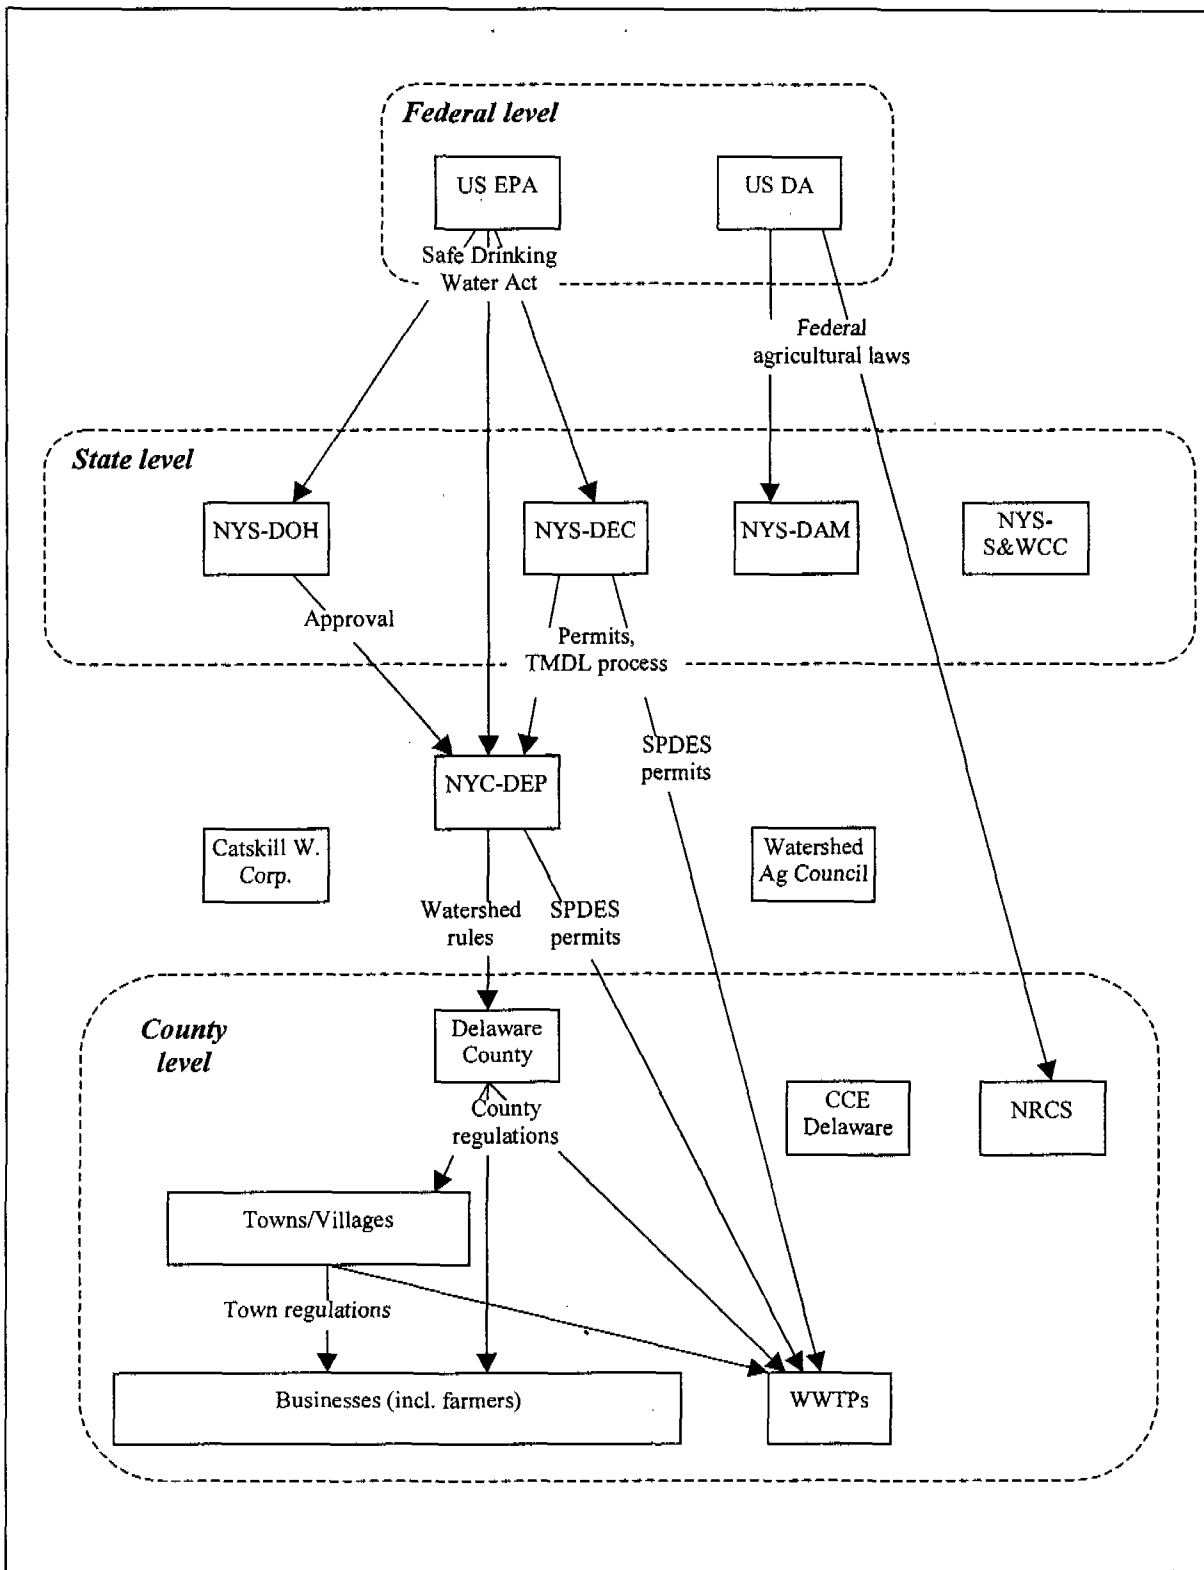 Federal level
US EPA
US DA
Safe Drinking
Water Act
Federal
agricultural laws
State level
NYS-DOH
NYS-DEC
NYS-DAM
NYS-
S&WCC
Approval
Permits,
TMDL process
SPDES
permits
NYC-DEP
Catskill W.
Corp.
Watershed
Ag Council
Watershed
rules
SPDES
permits
County
level
Delaware
County
CCE
Delaware
NRCS
County
regulations
Towns/Villages
Town regulations
Businesses (incl. farmers)
WWTPs